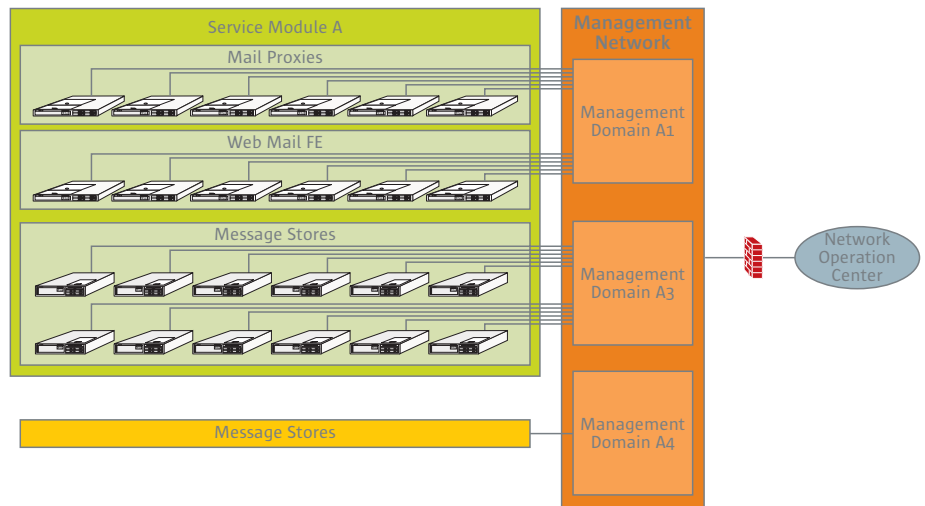 Service Module A
Mail Proxies
Web Mail FE
Message Stores
Message Stores
Management
Network
Management
Domain A1
Management
Domain A3
Management
Domain A4
Network
Operation
Center